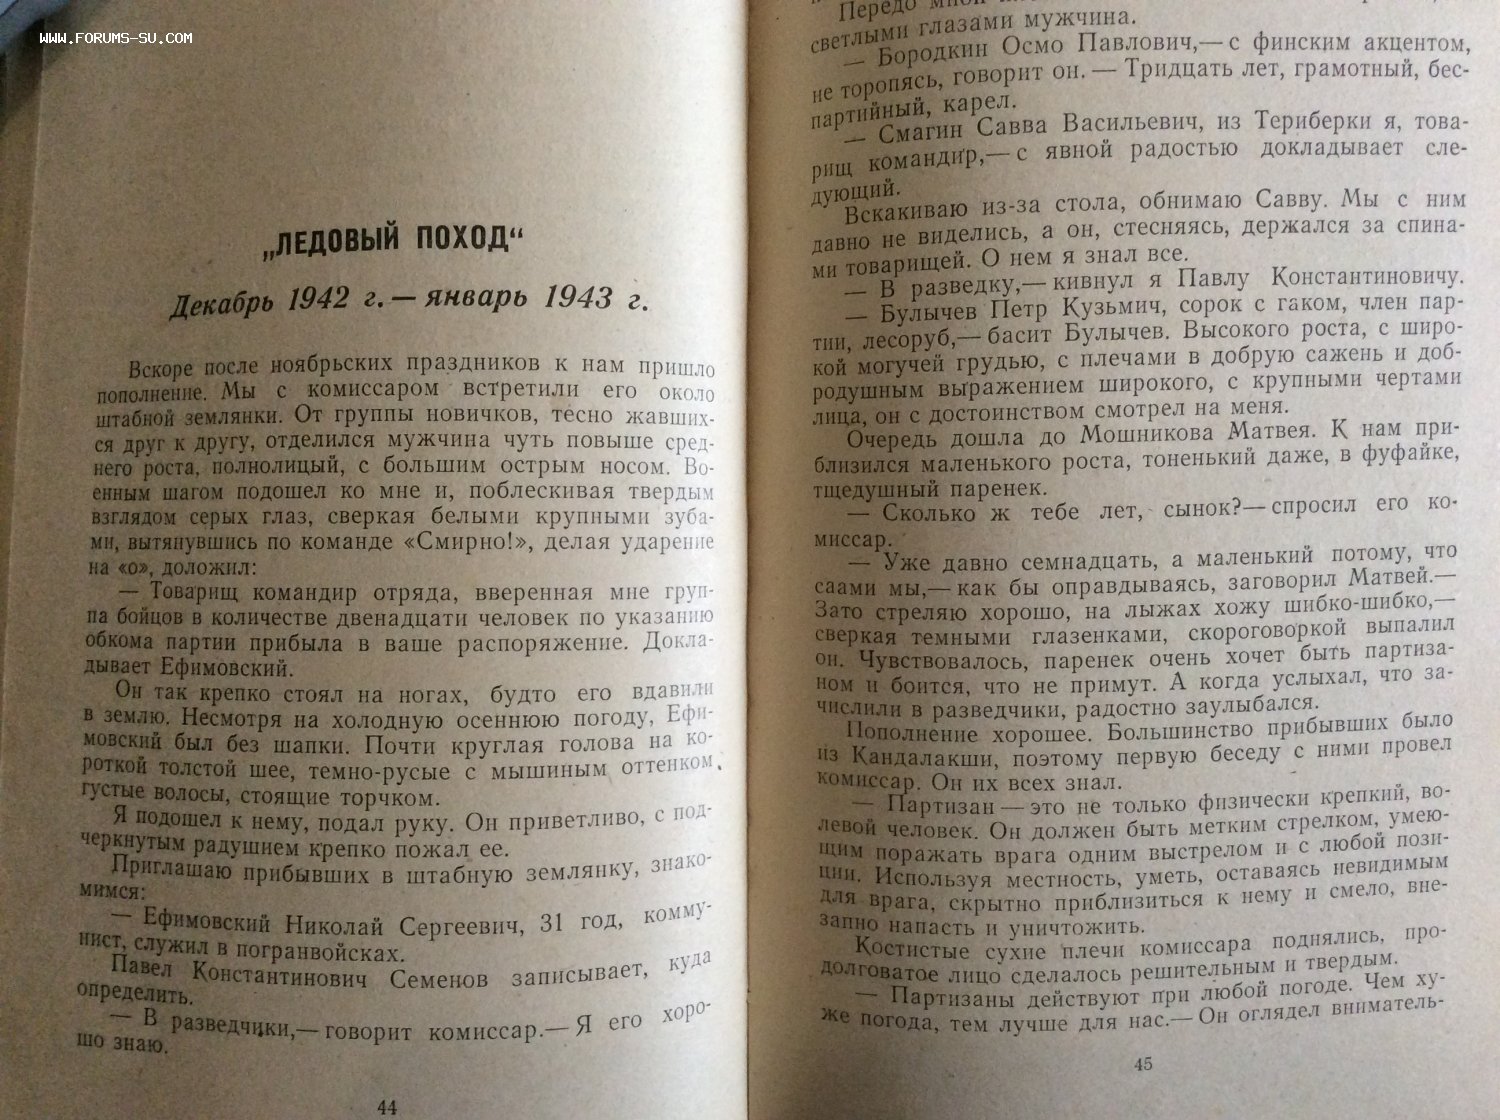 WWW.FORUMS-SU.COM
„ЛЕДОВЫЙ ПОХОД“
Декабрь 1942 г. — январь 1943 г.
Вскоре после ноябрьских праздников к нам пришло
пополнение. Мы с комиссаром встретили его около
штабной землянки. От группы новичков, тесно жавших-
ся друг к другу, отделился мужчина чуть повыше сред-
него роста, полнолицый, с большим острым носом. Во-
енным шагом подошел ко мне и, поблескивая твердым
взглядом серых глаз, сверкая белыми крупными зуба-
ми, вытянувшись по команде «Смирно!», делая ударение
на «о», доложил:
— Товарищ командир отряда, вверенная мне груп-
па бойцов в количестве двенадцати человек по указанию
обкома партии прибыла в ваше распоряжение. Докла-
дывает Ефимовский.
Он так крепко стоял на ногах, будто его вдавили
в землю. Несмотря на холодную осеннюю погоду, Ефи-
мовский был без шапки. Почти круглая голова на ко-
роткой толстой шее, темно-русые с мышиным оттенком,
густые волосы, стоящие торчком.
Я подошел к нему, подал руку. Он приветливо, с под-
черкнутым радушием крепко пожал ее.
Приглашаю прибывших в штабную землянку, знако-
мимся:
— Ефимовский Николай Сергеевич, 31 год, комму-
нист, служил в погранвойсках.
Павел Константинович Семенов записывает, куда
определить.
— В разведчики,— говорит комиссар.— Я его хоро-
шо знаю.
44
Передо мной
светлыми глазами мужчина.
— Бородкин Осмо Павлович,— с финским акцентом,
не торопясь, говорит он. — Тридцать лет, грамотный, бес-
партийный, карел.
— Смагин Савва Васильевич, из Териберки я, това-
рищ командир,— с явной радостью докладывает сле-
дующий.
Вскакиваю из-за стола, обнимаю Савву. Мы с ним
давно не виделись, а он, стесняясь, держался за спина-
ми товарищей. О нем я знал все.
— В разведку,— кивнул я Павлу Константиновичу.
— Булычев Петр Кузьмич, сорок с гаком, член пар-
тии, лесоруб,— басит Булычев. Высокого роста, с широ-
кой могучей грудью, с плечами в добрую сажень и доб-
родушным выражением широкого, с крупными чертами
лица, он с достоинством смотрел на меня.
Очередь дошла до Мошникова Матвея. К нам при-
близился маленького роста, тоненький даже, в фуфайке,
тщедушный паренек.
— Сколько ж тебе лет, сынок?— спросил его ко-
миссар.
— Уже давно семнадцать, а маленький потому, что
саами мы,— как бы оправдываясь, заговорил Матвей.—
Зато стреляю хорошо, на лыжах хожу шибко-шибко,—
сверкая темными глазенками, скороговоркой выпалил
он. Чувствовалось, паренек очень хочет быть партиза-
ном и боится, что не примут. А когда услыхал, что за-
числили в разведчики, радостно заулыбался.
Пополнение хорошее. Большинство прибывших было
из Кандалакши, поэтому первую беседу с ними провел
комиссар. Он их всех знал.
— Партизан — это не только физически крепкий, во-
левой человек. Он должен быть метким стрелком, умею-
щим поражать врага одним выстрелом и с любой пози-
ции. Используя местность, уметь, оставаясь невидимым
для врага, скрытно приблизиться к нему и смело, вне-
запно напасть и уничтожить.
Костистые сухие плечи комиссара поднялись, про-
долговатое лицо сделалось решительным и твердым.
— Партизаны действуют при любой погоде. Чем ху-
же погода, тем лучше для нас.— Он оглядел вниматель-
45